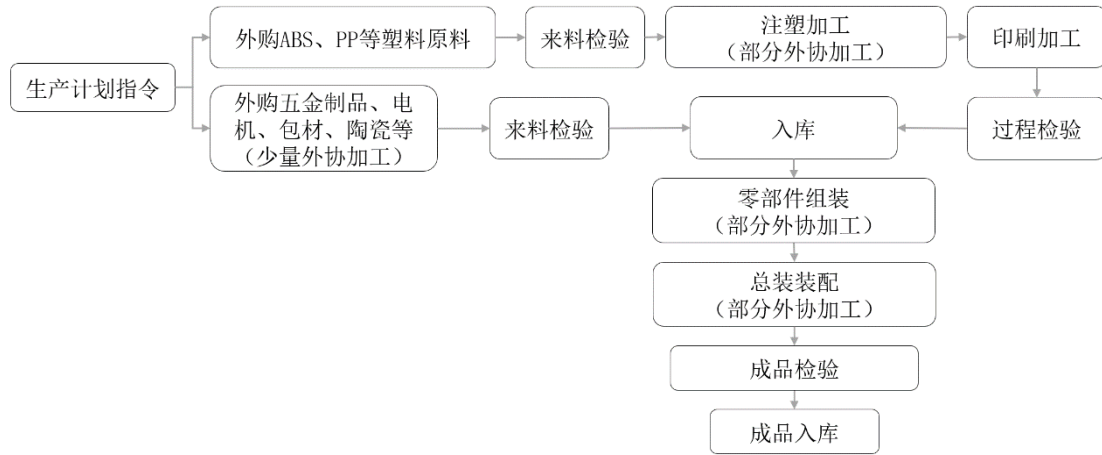 生产计划指令
外购ABS、PP等塑料原料
来料检验
注塑加工
（部分外协加工）
印刷加工
外购五金制品、电
机、包材、陶瓷等
（少量外协加工）
来料检验
入库
过程检验
零部件组装
（部分外协加工）
总装装配
（部分外协加工）
成品检验
成品入库